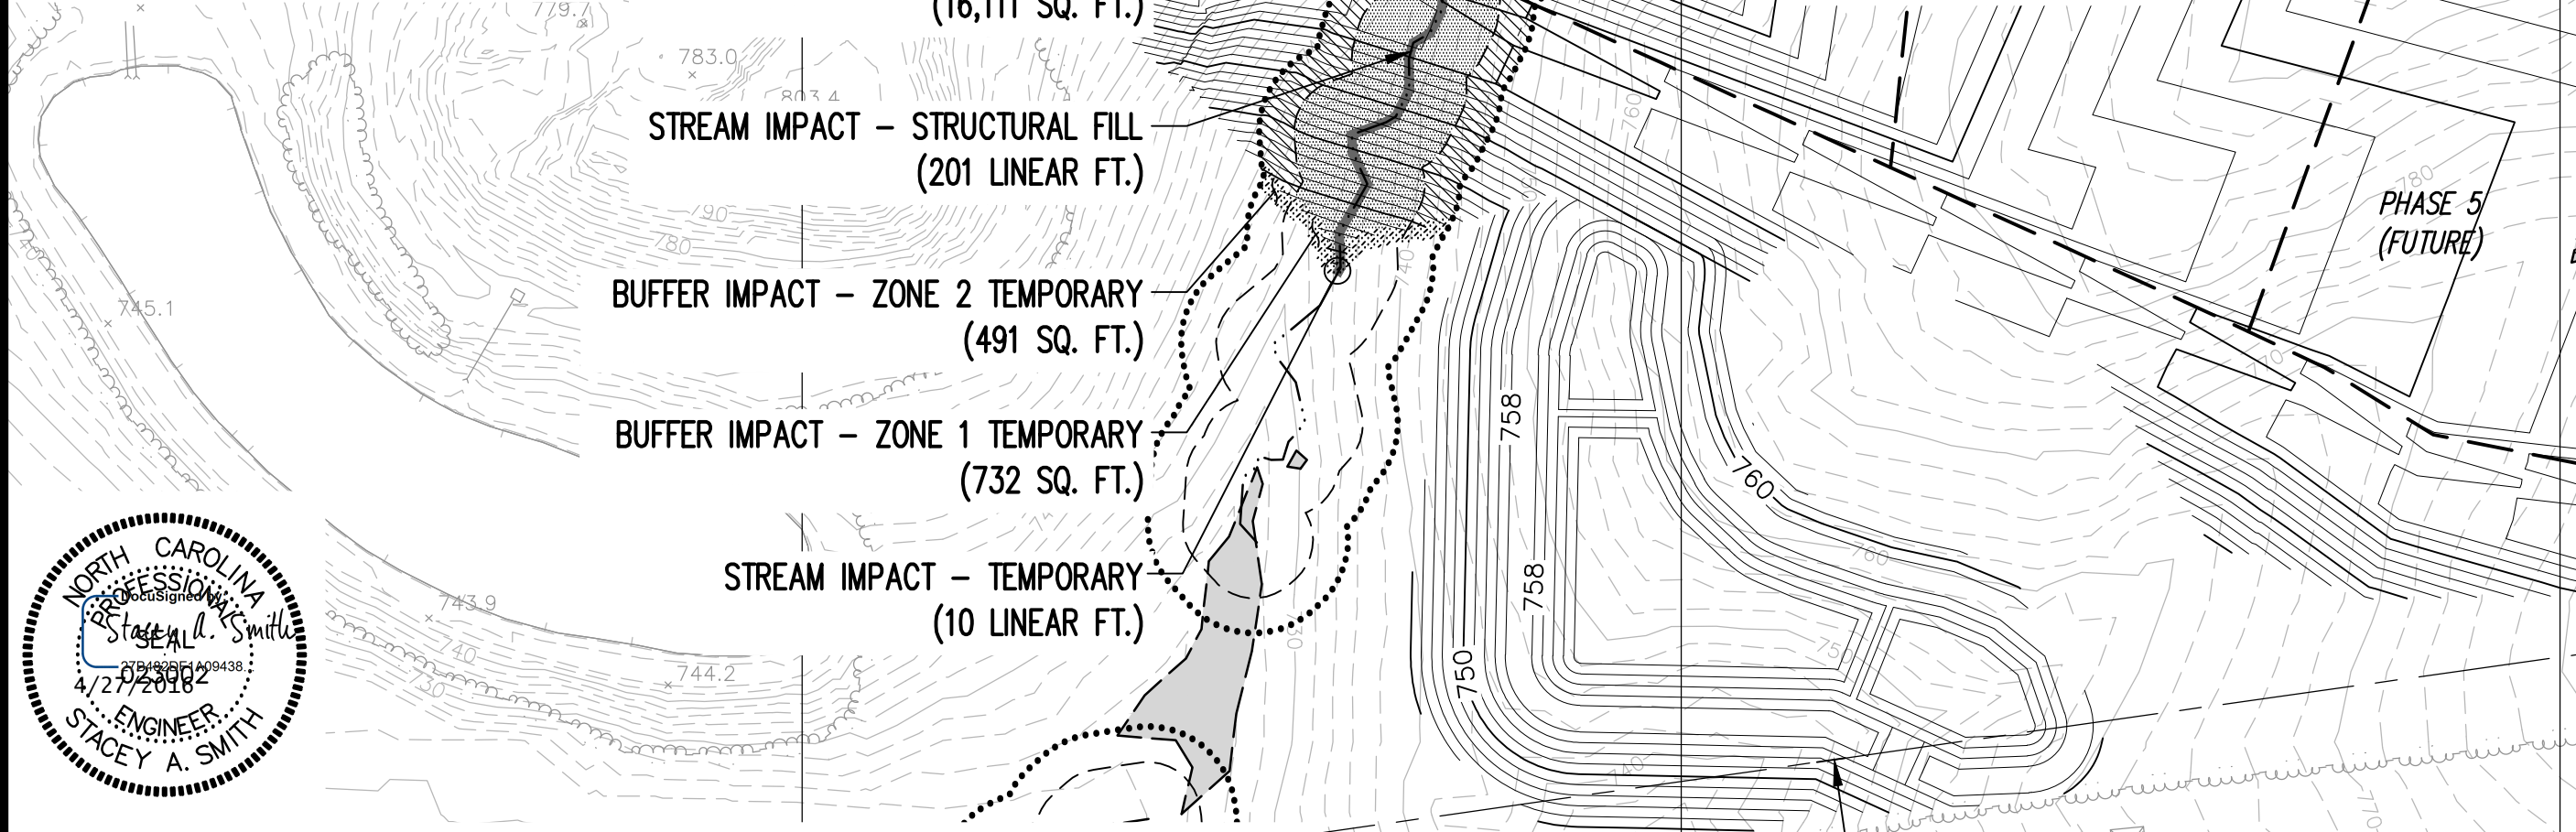 779.7
(16,111 SQ. FT.)
783.0
803.4
STREAM IMPACT – STRUCTURAL FILL
(201 LINEAR FT.)
790
780
BUFFER IMPACT – ZONE 2 TEMPORARY
(491 SQ. FT.)
745.1
BUFFER IMPACT – ZONE 1 TEMPORARY
(732 SQ. FT.)
STREAM IMPACT – TEMPORARY
(10 LINEAR FT.)
743.9
740
744.2
730
NORTH CAROLINA
PROFESSIONAL
DocuSigned by:
Stacey A. Smith
SEAL
27B482DF1A09438...
023002
4/27/2016
ENGINEER
STACEY A. SMITH
760
740
758
758
750
760
760
750
740
780
PHASE 5
(FUTURE)
770